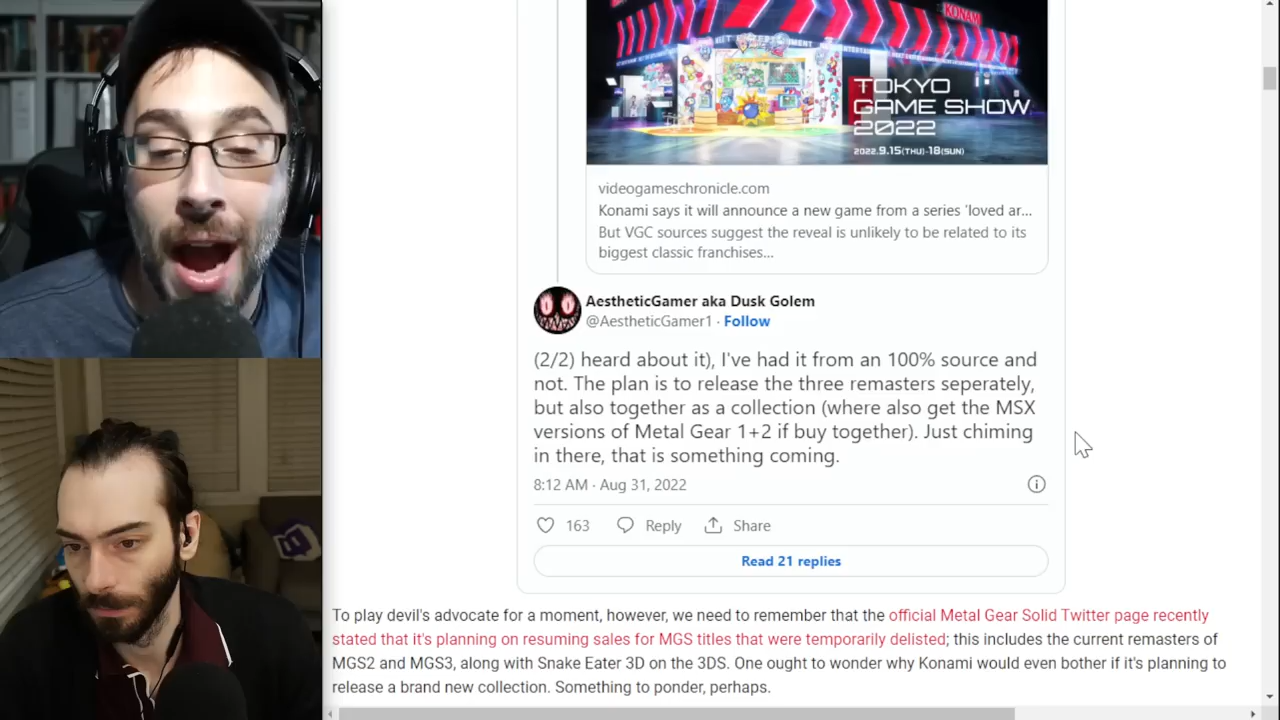 KONAMI
TOKYO
GAME SHOW
2022
2022.9.15(THU)-18(SUN)
videogameschronicle.com
Konami says it will announce a new game from a series 'loved ar...
But VGC sources suggest the reveal is unlikely to be related to its
biggest classic franchises...
AestheticGamer aka Dusk Golem
@AestheticGamer1 · Follow
(2/2) heard about it), I've had it from an 100% source and
not. The plan is to release the three remasters seperately,
but also together as a collection (where also get the MSX
versions of Metal Gear 1+2 if buy together). Just chiming
in there, that is something coming.
8:12 AM · Aug 31, 2022
163 Reply Share
Read 21 replies
To play devil's advocate for a moment, however, we need to remember that the official Metal Gear Solid Twitter page recently
stated that it's planning on resuming sales for MGS titles that were temporarily delisted; this includes the current remasters of
MGS2 and MGS3, along with Snake Eater 3D on the 3DS. One ought to wonder why Konami would even bother if it's planning to
release a brand new collection. Something to ponder, perhaps.